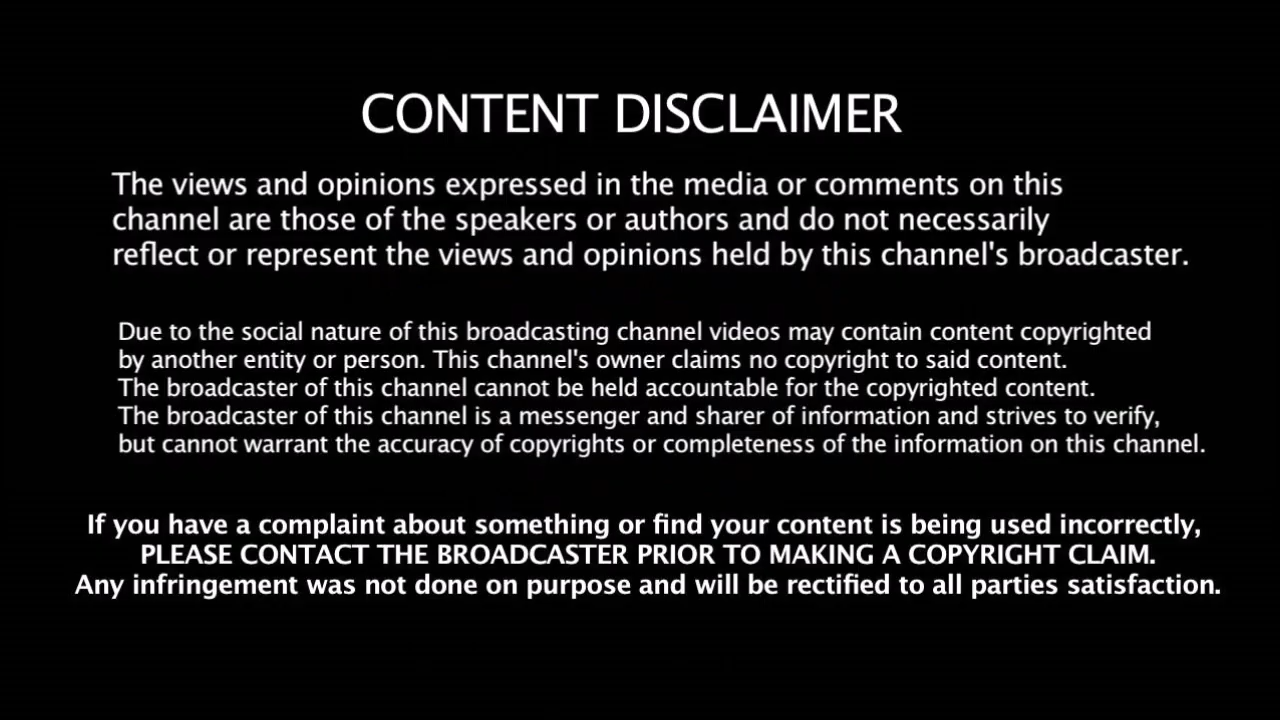 CONTENT DISCLAIMER
The views and opinions expressed in the media or comments on this
channel are those of the speakers or authors and do not necessarily
reflect or represent the views and opinions held by this channel's broadcaster.
Due to the social nature of this broadcasting channel videos may contain content copyrighted
by another entity or person. This channel's owner claims no copyright to said content.
The broadcaster of this channel cannot be held accountable for the copyrighted content.
The broadcaster of this channel is a messenger and sharer of information and strives to verify,
but cannot warrant the accuracy of copyrights or completeness of the information on this channel.
If you have a complaint about something or find your content is being used incorrectly,
PLEASE CONTACT THE BROADCASTER PRIOR TO MAKING A COPYRIGHT CLAIM.
Any infringement was not done on purpose and will be rectified to all parties satisfaction.